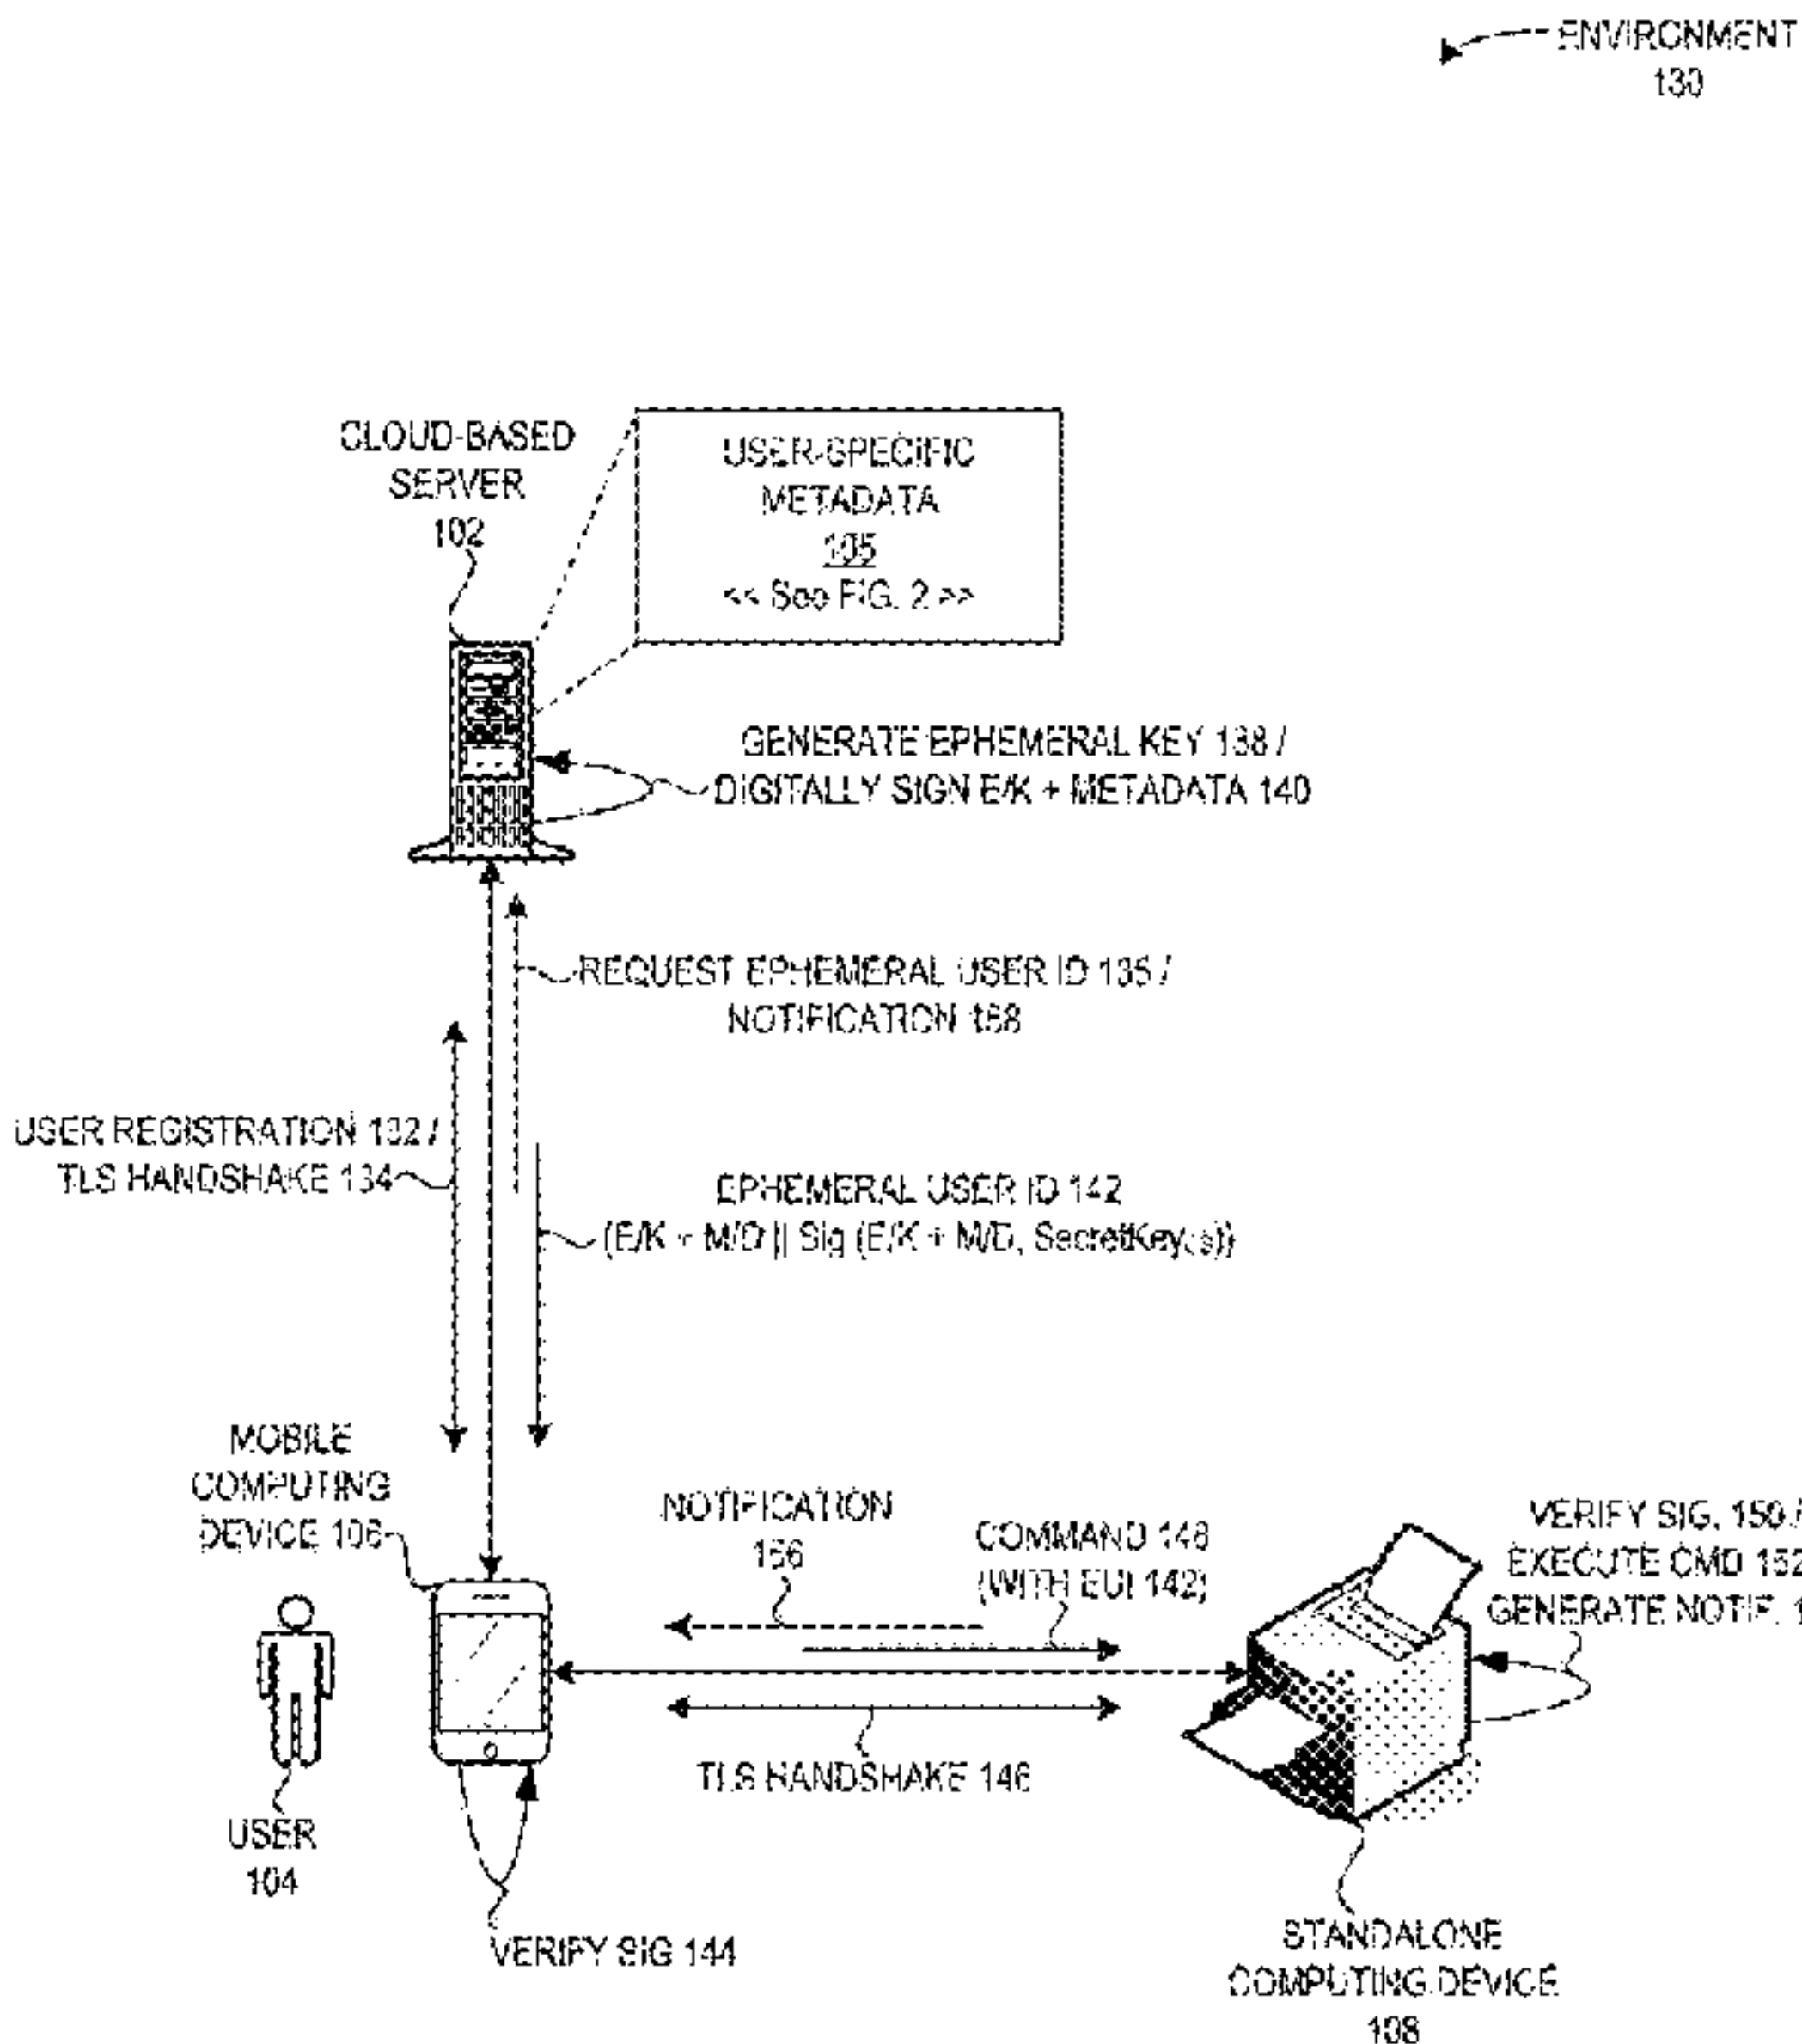 ENVIRONMENT
130
CLOUD-BASED
SERVER
102
USER-SPECIFIC
METADATA
105
<< See FIG. 2 >>
GENERATE EPHEMERAL KEY 138 /
DIGITALLY SIGN E/K + METADATA 140
REQUEST EPHEMERAL USER ID 135 /
NOTIFICATION 158
USER REGISTRATION 132 /
TLS HANDSHAKE 134
EPHEMERAL USER ID 142
(E/K + M/D || Sig (E/K + M/D, SecretKey(s))
MOBILE
COMPUTING
DEVICE 106
NOTIFICATION
156
COMMAND 148
(WITH EUI 142)
VERIFY SIG. 150 /
EXECUTE CMD 152
GENERATE NOTIF.
TLS HANDSHAKE 146
USER
104
VERIFY SIG 144
STANDALONE
COMPUTING DEVICE
108